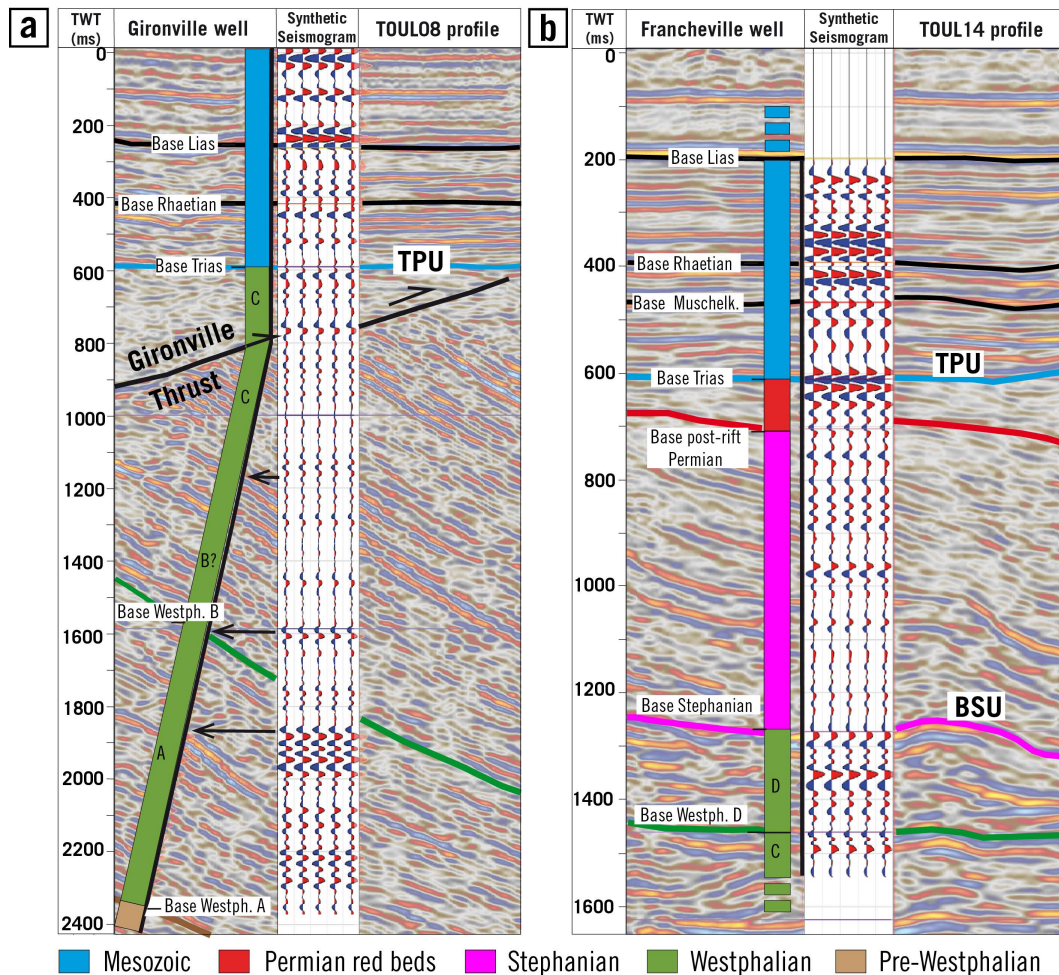 a
TWT
(ms)
Gironville well
Synthetic
Seismogram
TOUL08 profile
0
200
400
600
800
1000
1200
1400
1600
1800
2000
2200
2400
Base Lias
Base Rhaetian
Base Trias
TPU
C
Gironville
Thrust
C
B?
Base Westph. B
A
Base Westph. A
b
TWT
(ms)
Francheville well
Synthetic
Seismogram
TOUL14 profile
0
200
400
600
800
1000
1200
1400
1600
Base Lias
Base Rhaetian
Base Muschelk.
TPU
Base Trias
Base post-rift
Permian
Base Stephanian
BSU
D
Base Westph. D
C
Mesozoic
Permian red beds
Stephanian
Westphalian
Pre-Westphalian